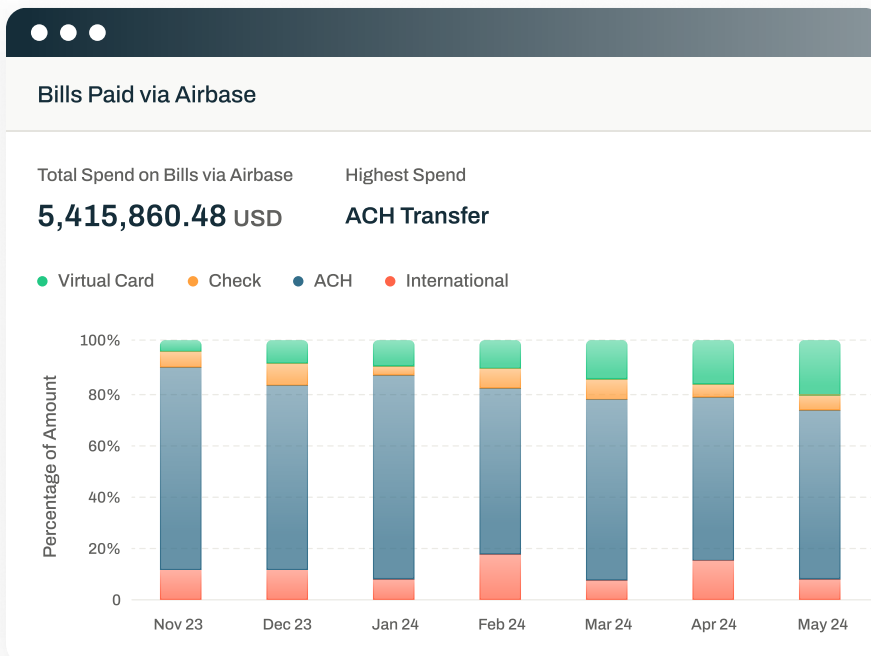 Bills Paid via Airbase
Total Spend on Bills via Airbase
Highest Spend
5,415,860.48 USD
ACH Transfer
Virtual Card
Check
ACH
International
Percentage of Amount
100%
80%
60%
40%
20%
0
Nov 23
Dec 23
Jan 24
Feb 24
Mar 24
Apr 24
May 24